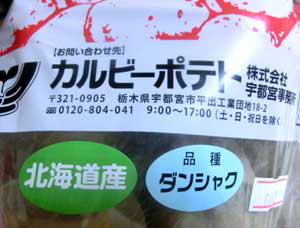 【お問い合わせ先】
カルビーポテト 株式会社
宇都宮事務所
〒321-0905 栃木県宇都宮市平出工業団地18-2
0120-804-041 9:00〜17:00(土・日・祝日を除く)
北海道産
品種
ダンシャク